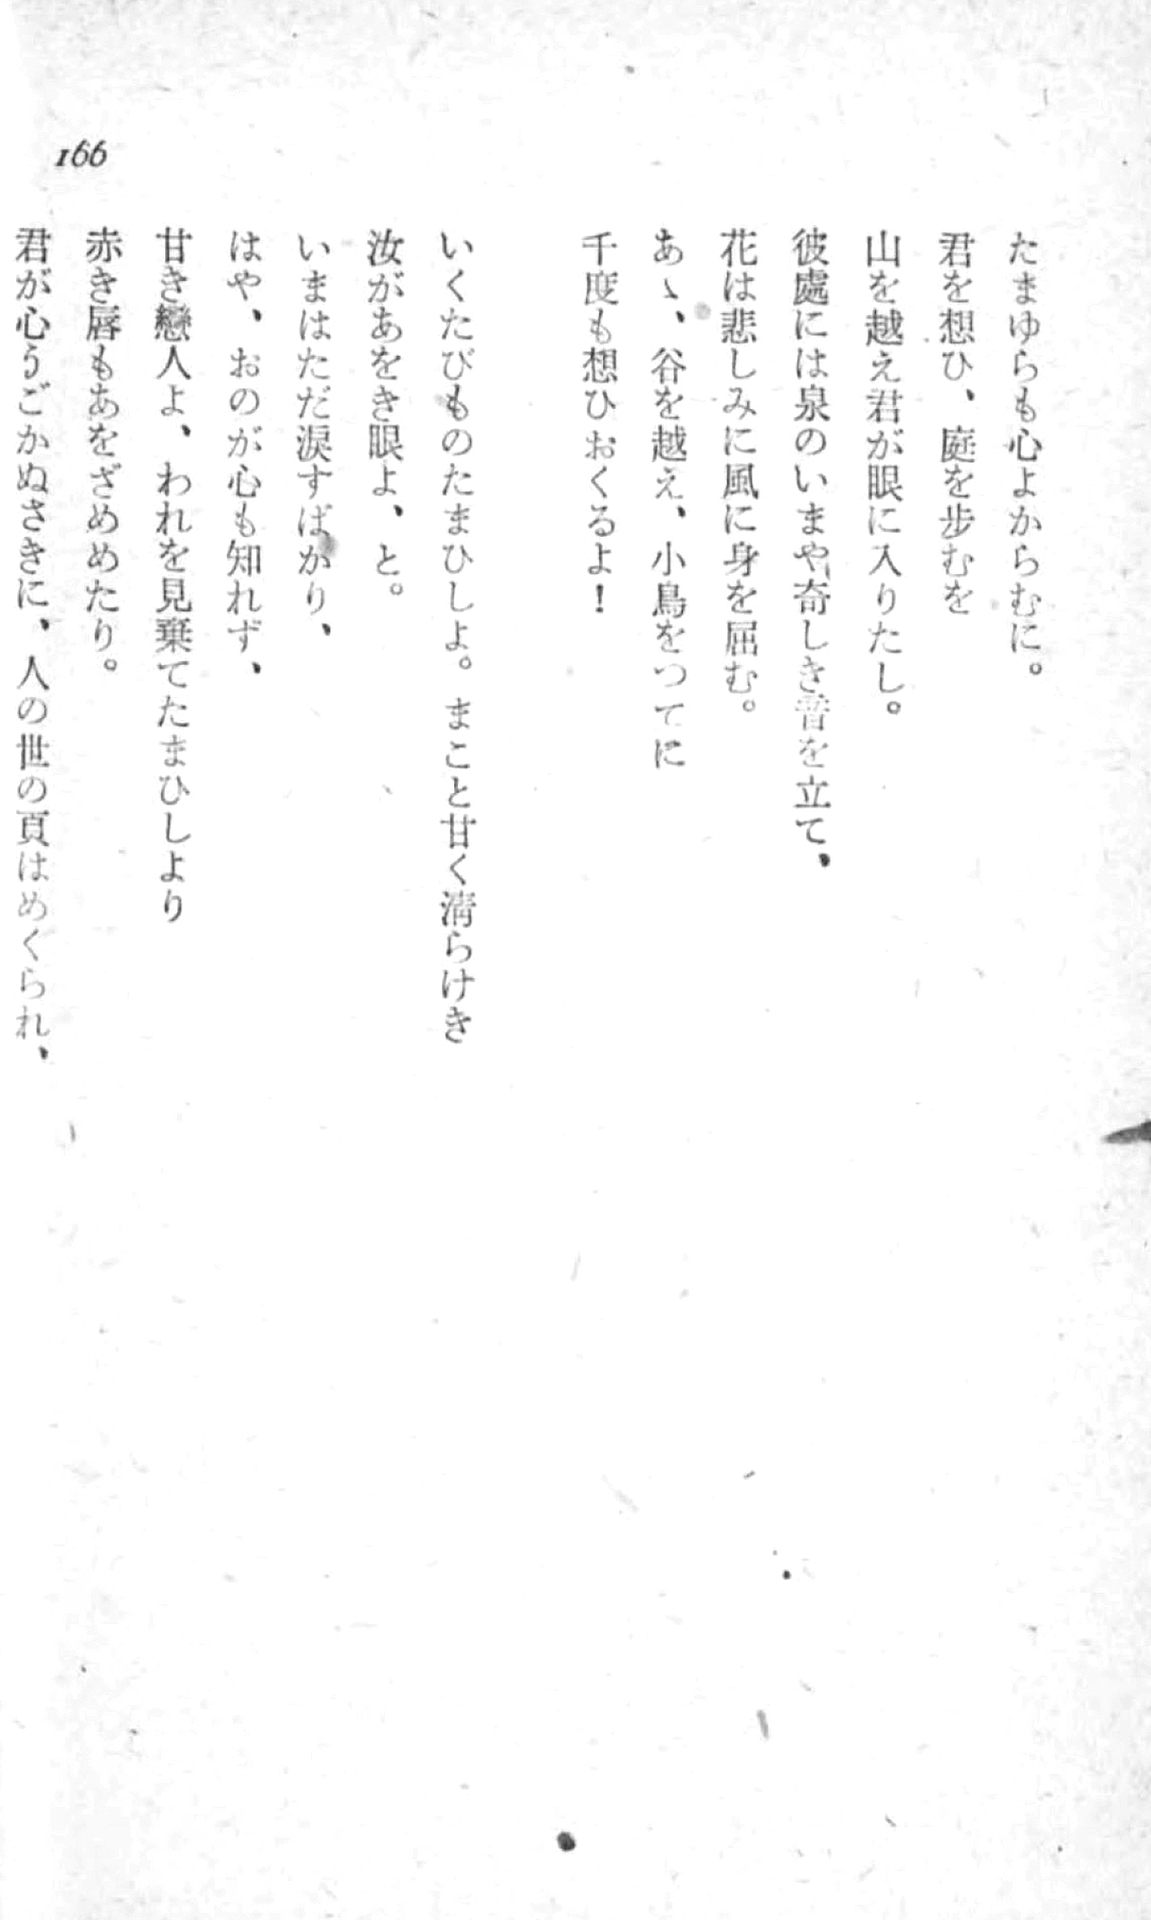 166
たまゆらも心よからむに。
君を想ひ、庭を步むを
山を越え君が眼に入りたし。
彼處には泉のいまや奇しき音を立て、
花は悲しみに風に身を屈む。
あゝ、谷を越え、小鳥をつてに
千度も想ひおくるよ！
いくたびものたまひしよ。まこと甘く淸らけき
汝があをき眼よ、と。
いまはただ淚すばかり、
はや、おのが心も知れず、
甘き戀人よ、われを見棄てたまひしより
赤き唇もあをざめめたり。
君が心うごかぬさきに、人の世の頁はめくられ、